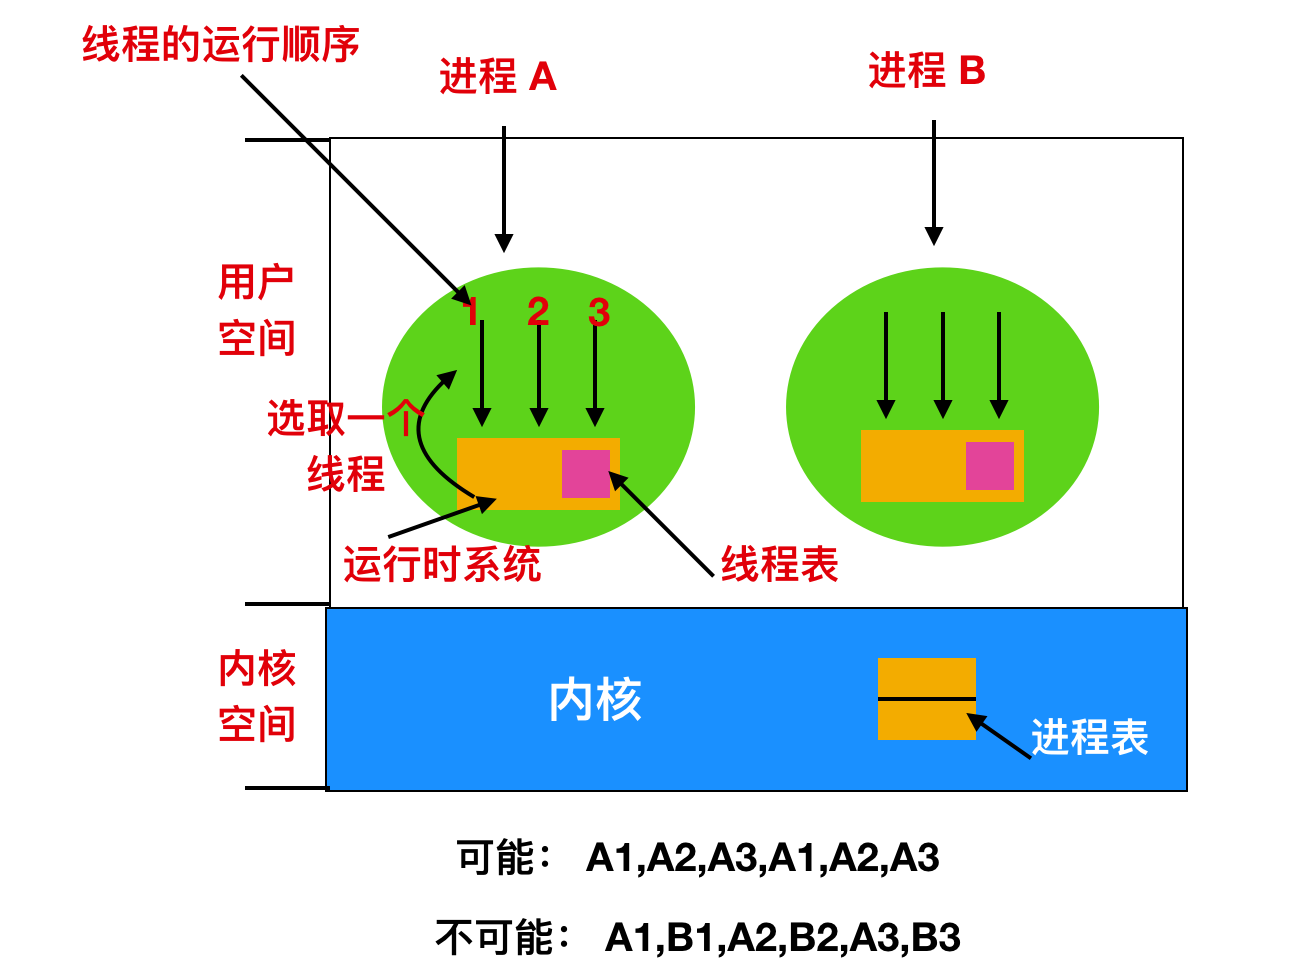 线程的运行顺序
进程 A
进程 B
用户
空间
1
2
3
选取一个
线程
运行时系统
线程表
内核
空间
内核
进程表
可能： A1,A2,A3,A1,A2,A3
不可能： A1,B1,A2,B2,A3,B3